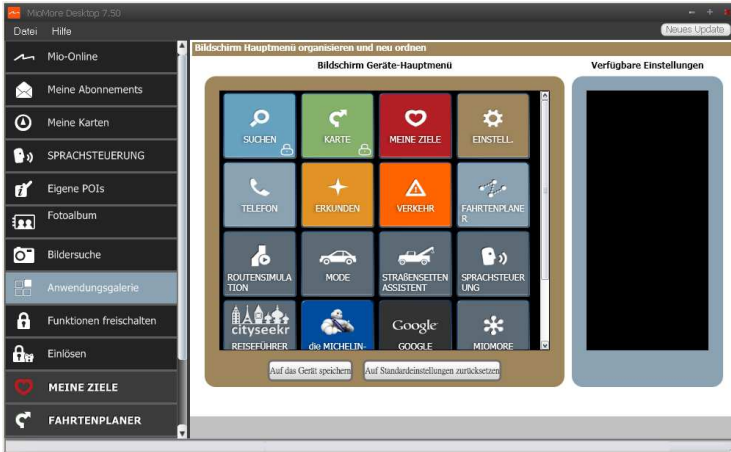 MioMore Desktop 7.50
Datei Hilfe
Neues Update
Mio-Online
Meine Abonnements
Meine Karten
SPRACHSTEUERUNG
Eigene POIs
Fotoalbum
Bildersuche
Anwendungsgalerie
Funktionen freischalten
Einlösen
MEINE ZIELE
FAHRTENPLANER
Bildschirm Hauptmenü organisieren und neu ordnen
Bildschirm Geräte-Hauptmenü
SUCHEN
KARTE
MEINE ZIELE
EINSTELL.
TELEFON
ERKUNDEN
VERKEHR
FAHRTENPLANE
R
ROUTENSIMULA
TION
MODE
STRAßENSEITEN
ASSISTENT
SPRACHSTEUER
UNG
cityseekr
REISEFÜHRER
die MICHELIN-
Google
GOOGLE
MIOMORE
Auf das Gerät speichern
Auf Standardeinstellungen zurücksetzen
Verfügbare Einstellungen